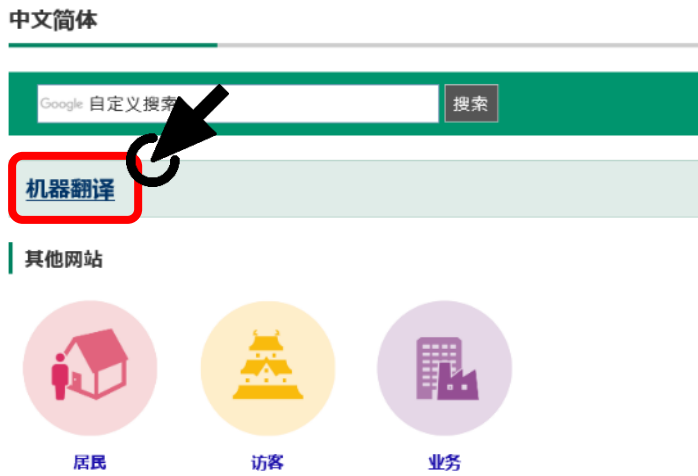 中文简体
Google 自定义搜索
搜索
机器翻译
其他网站
居民
访客
业务